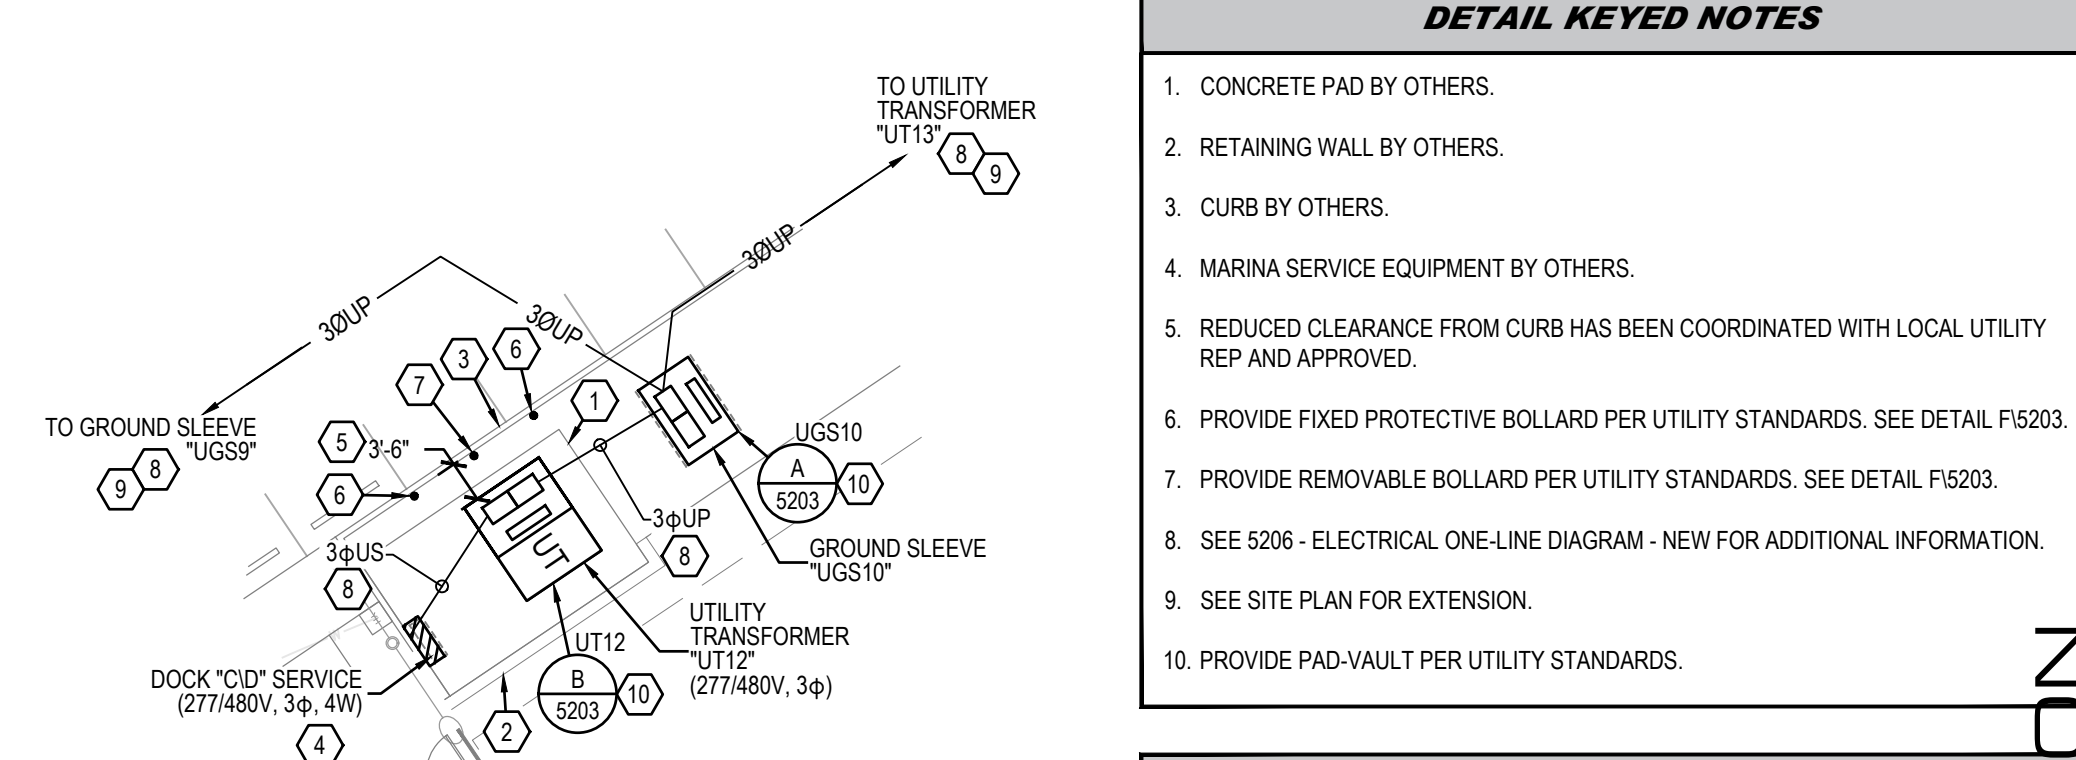 TO UTILITY
TRANSFORMER
"UT13"
8
9
3ØUP
3ØUP
3ØUP
6
3
7
1
TO GROUND SLEEVE
"UGS9"
8
9
5
3'-6"
6
UGS10
A
5203
10
3ϕUP
8
GROUND SLEEVE
"UGS10"
3ϕUS
8
UT
UTILITY
TRANSFORMER
"UT12"
(277/480V, 3ϕ)
UT12
B
5203
10
DOCK "C\D" SERVICE
(277/480V, 3ϕ, 4W)
4
2
DETAIL KEYED NOTES
1. CONCRETE PAD BY OTHERS.
2. RETAINING WALL BY OTHERS.
3. CURB BY OTHERS.
4. MARINA SERVICE EQUIPMENT BY OTHERS.
5. REDUCED CLEARANCE FROM CURB HAS BEEN COORDINATED WITH LOCAL UTILITY
REP AND APPROVED.
6. PROVIDE FIXED PROTECTIVE BOLLARD PER UTILITY STANDARDS. SEE DETAIL F\5203.
7. PROVIDE REMOVABLE BOLLARD PER UTILITY STANDARDS. SEE DETAIL F\5203.
8. SEE 5206 - ELECTRICAL ONE-LINE DIAGRAM - NEW FOR ADDITIONAL INFORMATION.
9. SEE SITE PLAN FOR EXTENSION.
10. PROVIDE PAD-VAULT PER UTILITY STANDARDS.